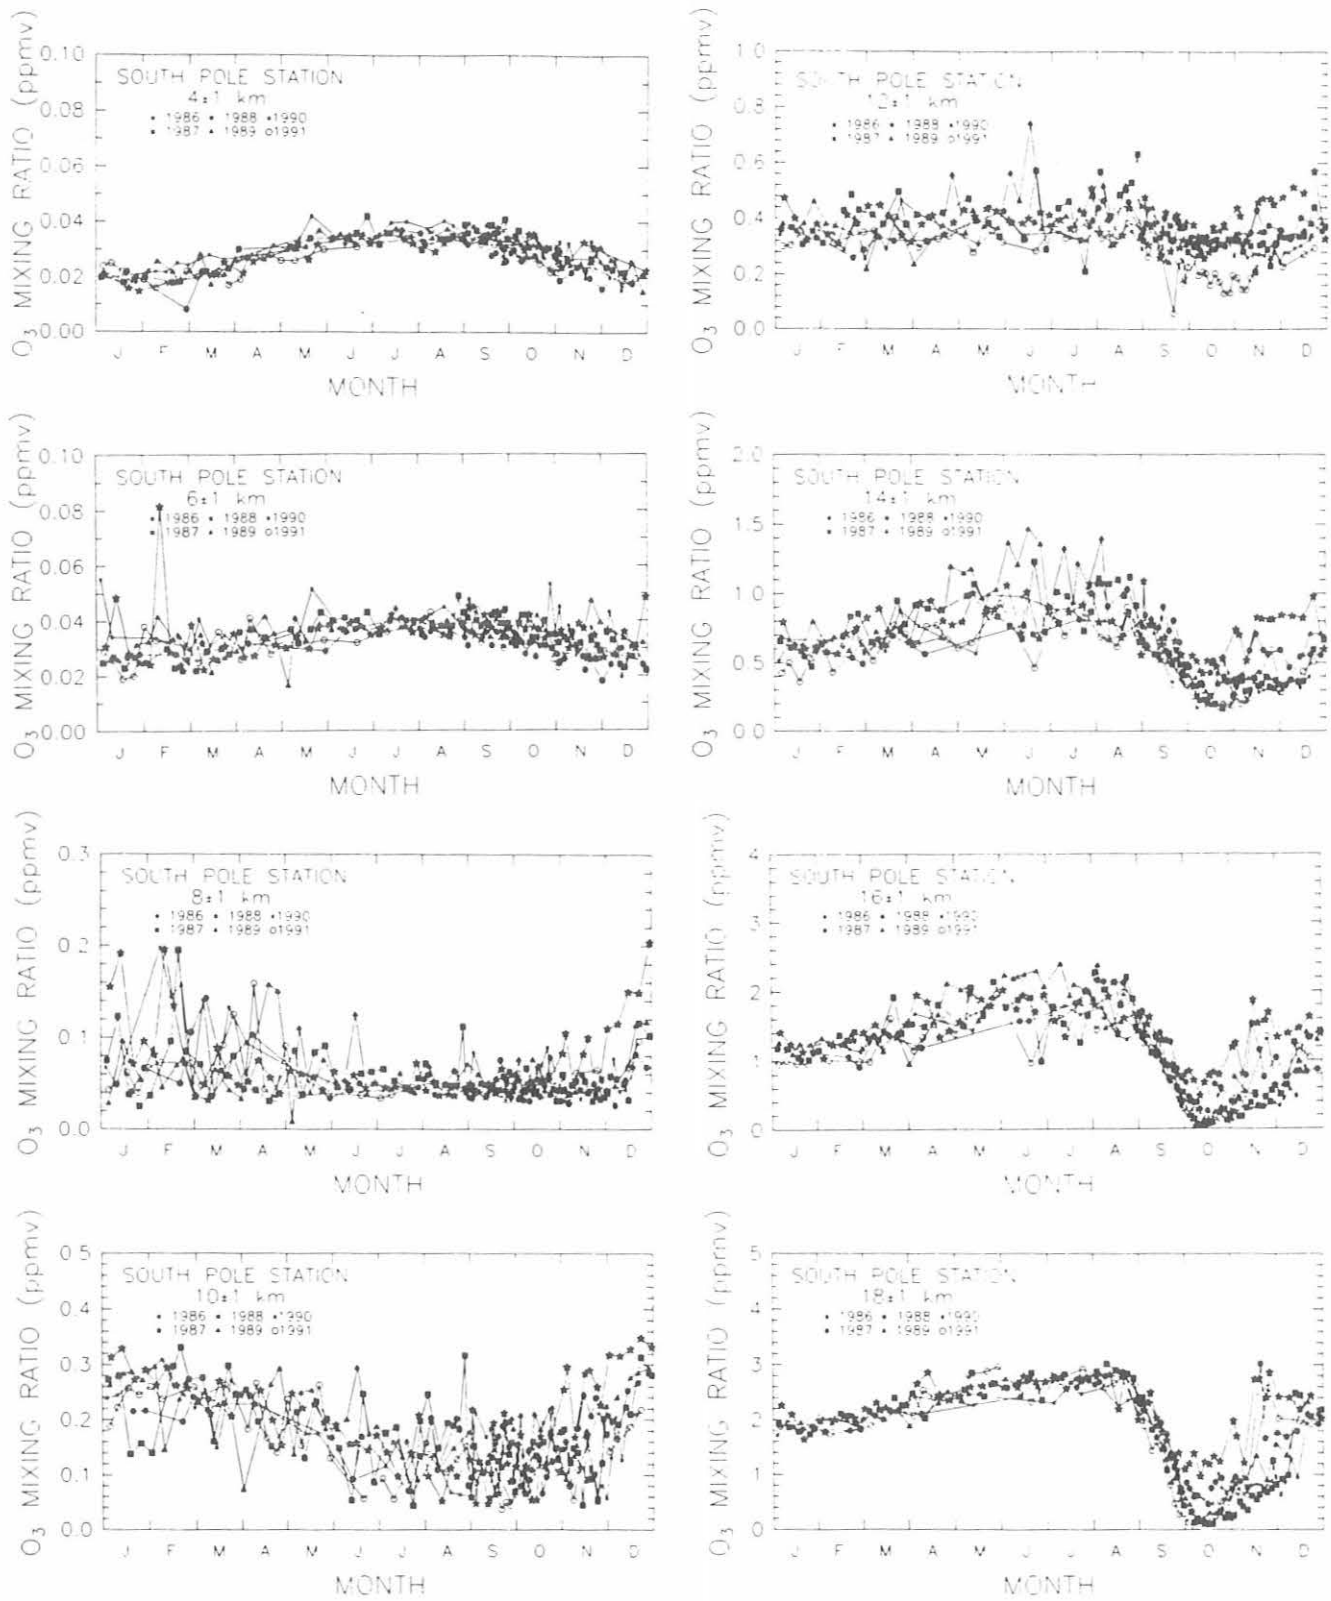 O₃ MIXING RATIO (ppmv)
0.10
0.08
0.06
0.04
0.02
0.00
SOUTH POLE STATION
4±1 km
1986 1988 1990
1987 1989 1991
J F M A M J J A S O N D
MONTH
O₃ MIXING RATIO (ppmv)
0.10
0.08
0.06
0.04
0.02
0.00
SOUTH POLE STATION
6±1 km
1986 1988 1990
1987 1989 1991
J F M A M J J A S O N D
MONTH
O₃ MIXING RATIO (ppmv)
0.3
0.2
0.1
0.0
SOUTH POLE STATION
8±1 km
1986 1988 1990
1987 1989 1991
J F M A M J J A S O N D
MONTH
O₃ MIXING RATIO (ppmv)
0.5
0.4
0.3
0.2
0.1
0.0
SOUTH POLE STATION
10±1 km
1986 1988 1990
1987 1989 1991
J F M A M J J A S O N D
MONTH
O₃ MIXING RATIO (ppmv)
1.0
0.8
0.6
0.4
0.2
0.0
SOUTH POLE STATION
12±1 km
1986 1988 1990
1987 1989 1991
J F M A M J J A S O N D
MONTH
O₃ MIXING RATIO (ppmv)
2.0
1.5
1.0
0.5
0.0
SOUTH POLE STATION
14±1 km
1986 1988 1990
1987 1989 1991
J F M A M J J A S O N D
MONTH
O₃ MIXING RATIO (ppmv)
4
3
2
1
0
SOUTH POLE STATION
16±1 km
1986 1988 1990
1987 1989 1991
J F M A M J J A S O N D
MONTH
O₃ MIXING RATIO (ppmv)
5
4
3
2
1
0
SOUTH POLE STATION
18±1 km
1986 1988 1990
1987 1989 1991
J F M A M J J A S O N D
MONTH